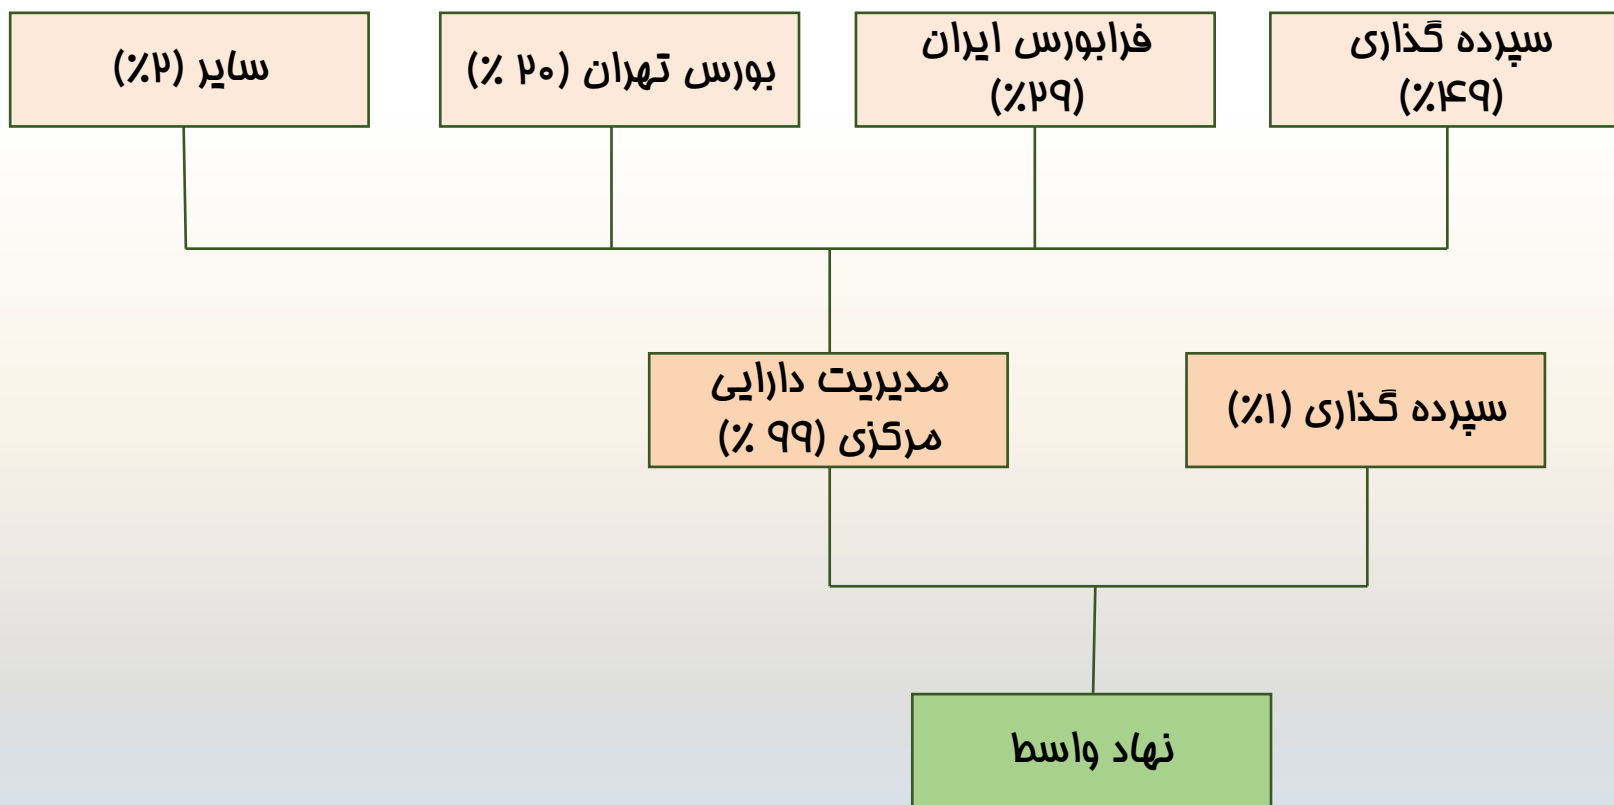 سپرده گذاری
(٪۴۹)
فرابورس ایران
(٪۲۹)
بورس تهران (۲۰ ٪)
سایر (۲٪)
سپرده گذاری (۱٪)
مدیریت دارایی
مرکزی (۹۹ ٪)
نهاد واسط